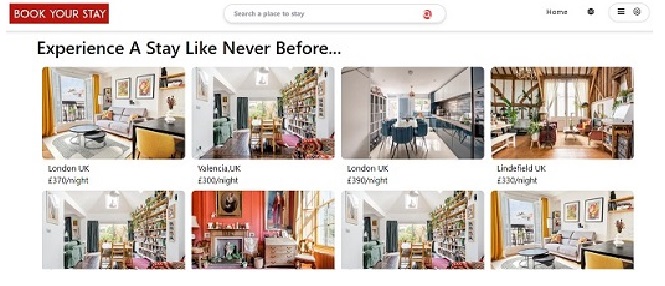 BOOK YOUR STAY
Search a place to stay
Home
Experience A Stay Like Never Before...
London UK
£370/night
Valencia,UK
£300/night
London UK
£390/night
Lindefield UK
£330/night